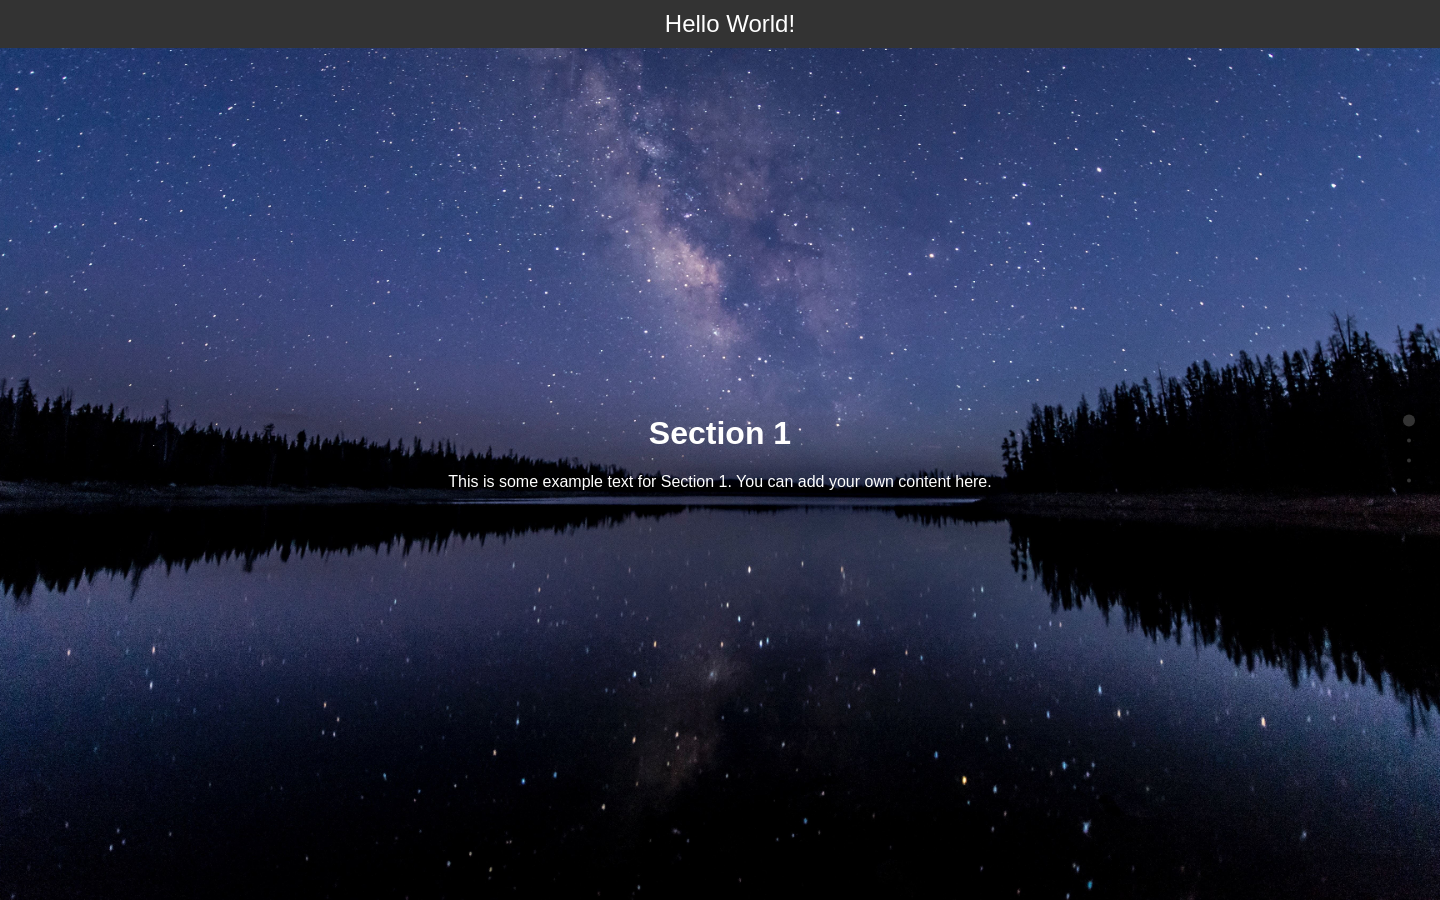 Hello World!
Section 1
This is some example text for Section 1. You can add your own content here.